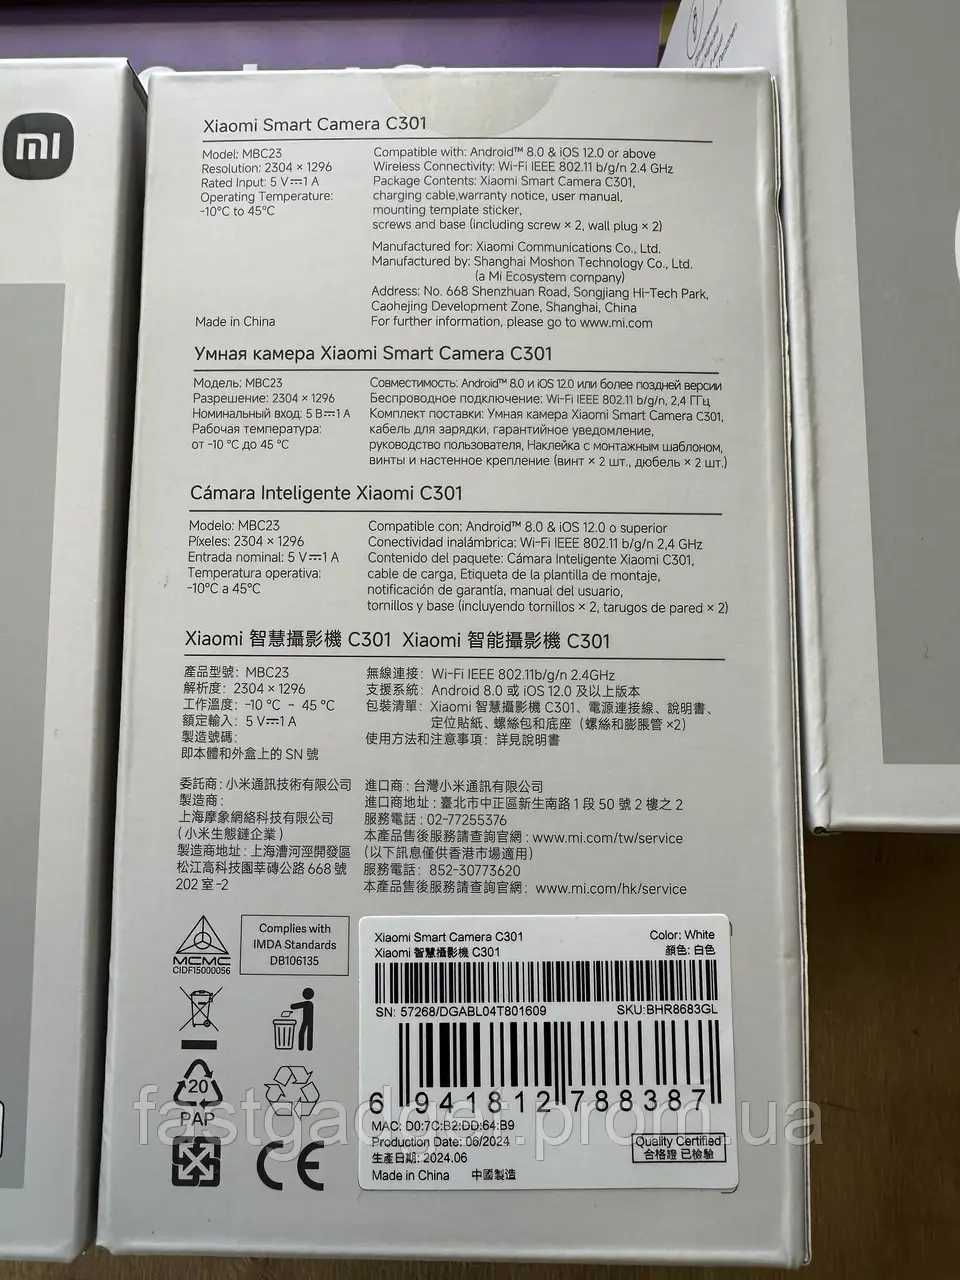 mi
Xiaomi Smart Camera C301
Model: MBC23
Resolution: 2304 × 1296
Rated Input: 5 V⎓1 A
Operating Temperature:
-10°C to 45°C
Compatible with: Android™ 8.0 & iOS 12.0 or above
Wireless Connectivity: Wi-Fi IEEE 802.11 b/g/n 2.4 GHz
Package Contents: Xiaomi Smart Camera C301,
charging cable,warranty notice, user manual,
mounting template sticker,
screws and base (including screw × 2, wall plug × 2)
Manufactured for: Xiaomi Communications Co., Ltd.
Manufactured by: Shanghai Moshon Technology Co., Ltd.
(a Mi Ecosystem company)
Address: No. 668 Shenzhuan Road, Songjiang Hi-Tech Park,
Caohejing Development Zone, Shanghai, China
Made in China
For further information, please go to www.mi.com
Умная камера Xiaomi Smart Camera C301
Модель: MBC23
Разрешение: 2304 × 1296
Номинальный вход: 5 В⎓1 А
Рабочая температура:
от -10 °C до 45 °C
Совместимость: Android™ 8.0 и iOS 12.0 или более поздней версии
Беспроводное подключение: Wi-Fi IEEE 802.11 b/g/n, 2,4 ГГц
Комплект поставки: Умная камера Xiaomi Smart Camera C301,
кабель для зарядки, гарантийное уведомление,
руководство пользователя, Наклейка с монтажным шаблоном,
винты и настенное крепление (винт × 2 шт., дюбель × 2 шт.)
Cámara Inteligente Xiaomi C301
Modelo: MBC23
Píxeles: 2304 × 1296
Entrada nominal: 5 V⎓1 A
Temperatura operativa:
-10°C a 45°C
Compatible con: Android™ 8.0 & iOS 12.0 o superior
Conectividad inalámbrica: Wi-Fi IEEE 802.11 b/g/n 2,4 GHz
Contenido del paquete: Cámara Inteligente Xiaomi C301,
cable de carga, Etiqueta de la plantilla de montaje,
notificación de garantía, manual del usuario,
tornillos y base (incluyendo tornillos × 2, tarugos de pared × 2)
Xiaomi 智慧攝影機 C301 Xiaomi 智能攝影機 C301
產品型號: MBC23
解析度: 2304 × 1296
工作溫度: -10 °C ~ 45 °C
額定輸入: 5 V⎓1 A
製造號碼:
即本體和外盒上的 SN 號
無線連接: Wi-Fi IEEE 802.11b/g/n 2.4GHz
支援系統: Android 8.0 或 iOS 12.0 及以上版本
包裝清單: Xiaomi 智慧攝影機 C301、電源連接線、說明書、
定位貼紙、螺絲包和底座（螺絲和膨脹管 ×2）
使用方法和注意事項: 詳見說明書
委託商: 小米通訊技術有限公司
製造商:
上海摩象網絡科技有限公司
(小米生態鏈企業)
製造商地址: 上海漕河涇開發區
松江高科技園莘磚公路 668 號
202 室 -2
進口商: 台灣小米通訊有限公司
進口商地址: 臺北市中正區新生南路 1 段 50 號 2 樓之 2
服務電話: 02-77255376
本產品售後服務請查詢官網: www.mi.com/tw/service
(以下訊息僅供香港市場適用)
服務電話: 852-30773620
本產品售後服務請查詢官網: www.mi.com/hk/service
MCMC
CIDF15000056
Complies with
IMDA Standards
DB106135
20
PAP
CE
Xiaomi Smart Camera C301
Xiaomi 智慧攝影機 C301
Color: White
顏色: 白色
SN: 57268/DGABL04T801609
SKU:BHR8683GL
6 941812 788387
MAC: D0:7C:B2:DD:64:B9
Production Date: 06/2024
生產日期: 2024.06
Made in China 中國製造
Quality Certified
合格證 已檢驗
fastgadget.prom.ua